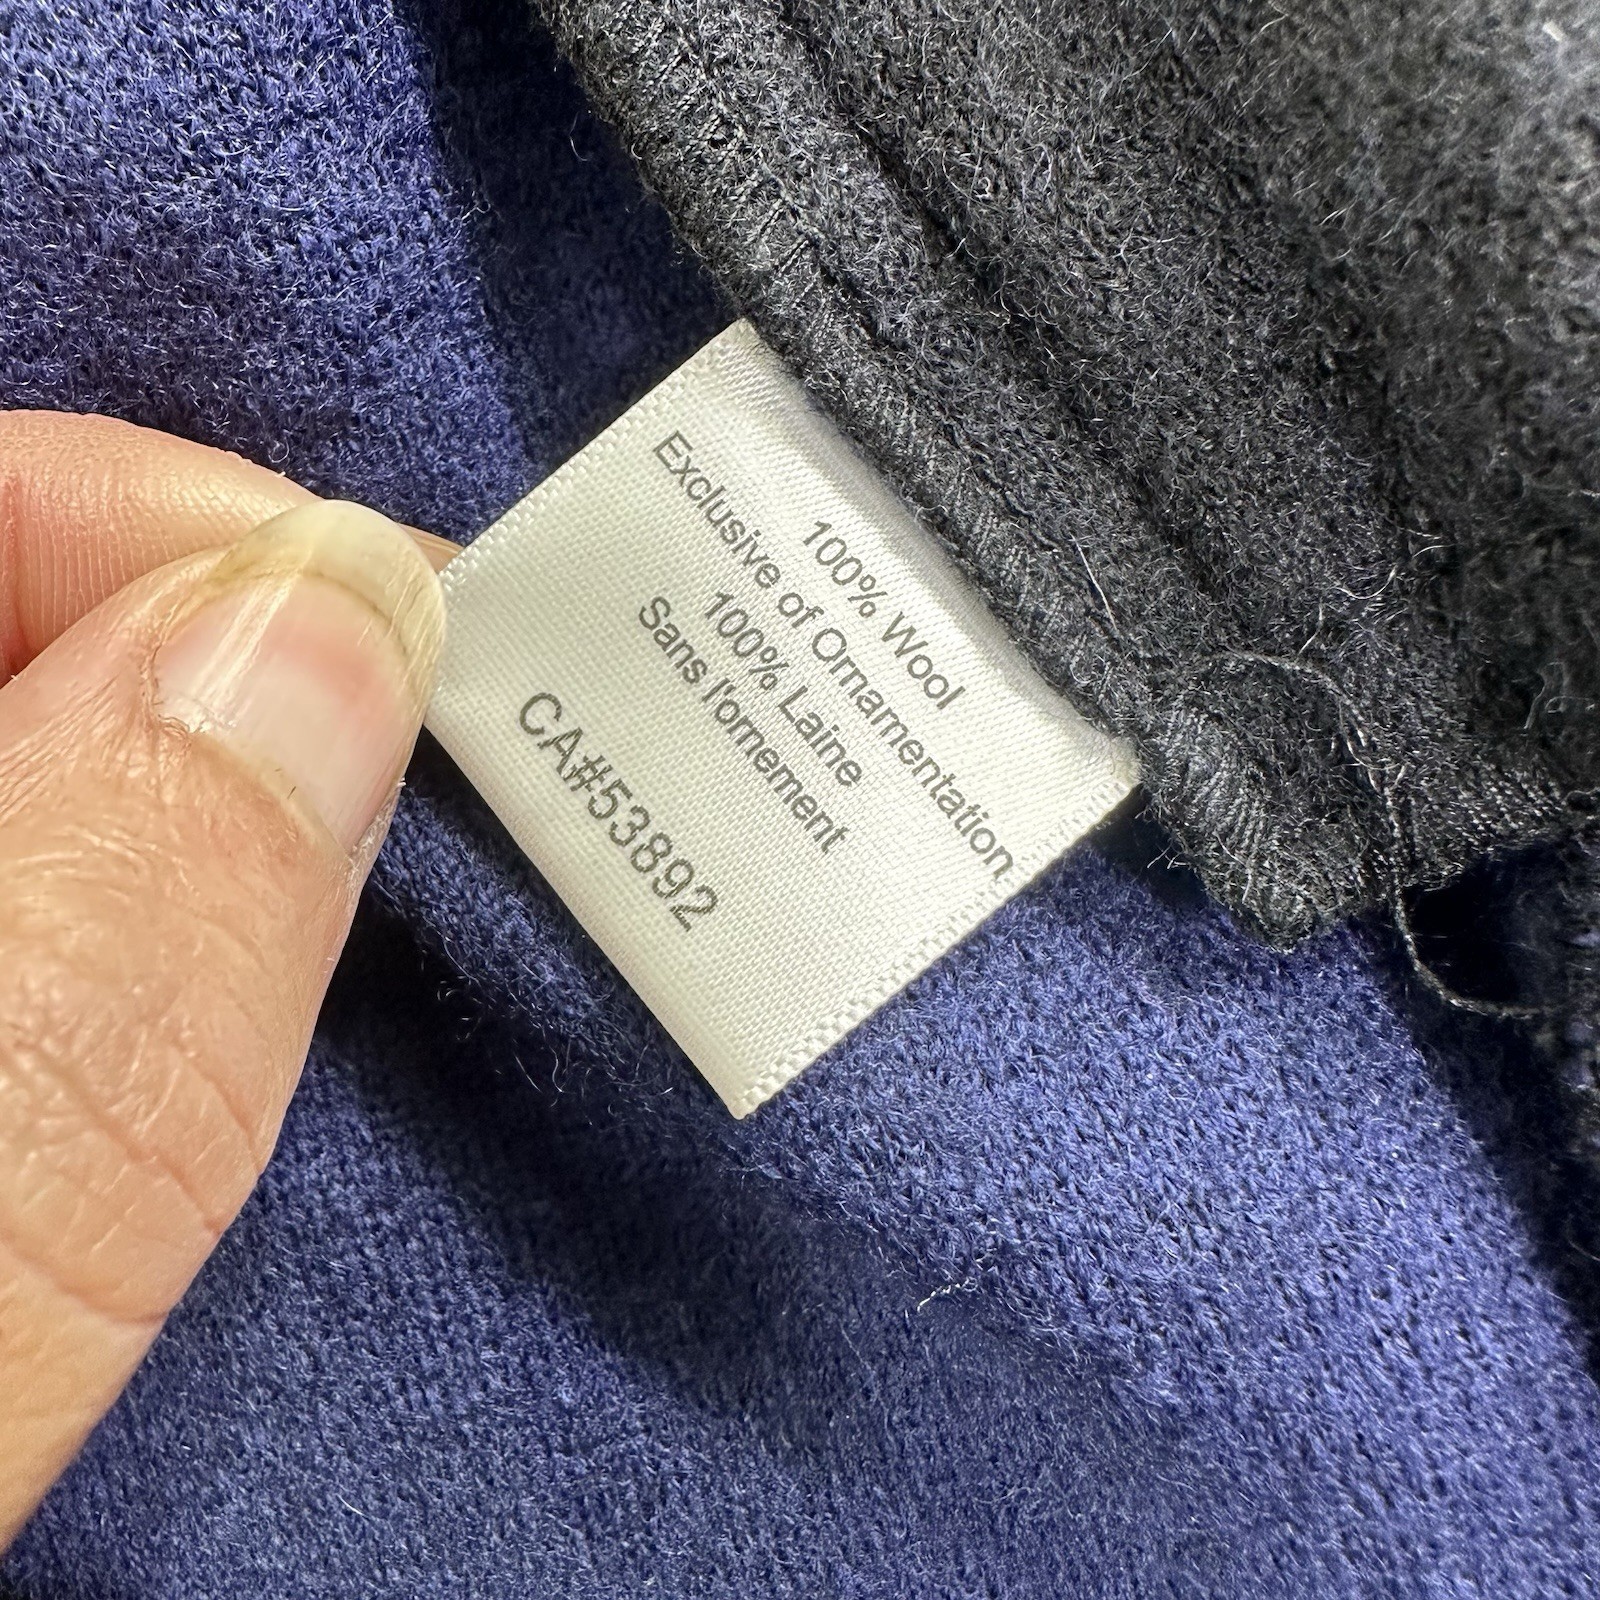 100% Wool
Exclusive of Ornamentation
100% Laine
Sans l'ornement
CA#53892